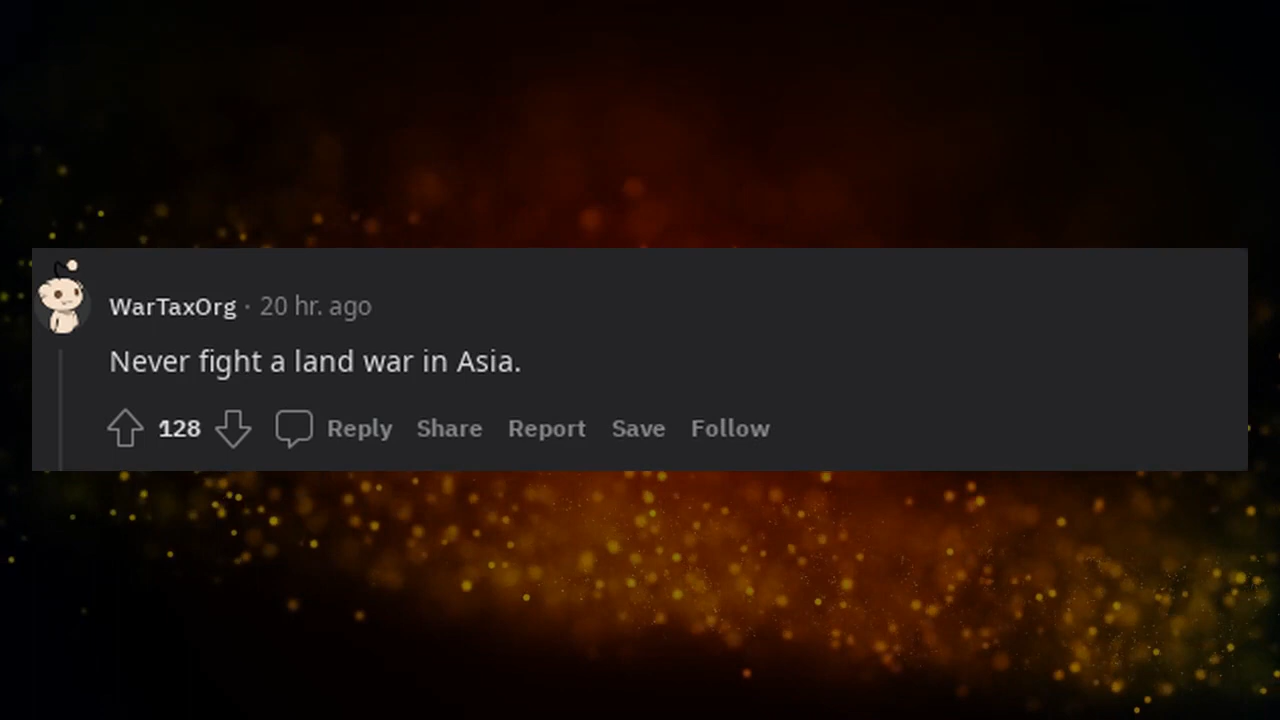 WarTaxOrg · 20 hr. ago
Never fight a land war in Asia.
128 Reply Share Report Save Follow